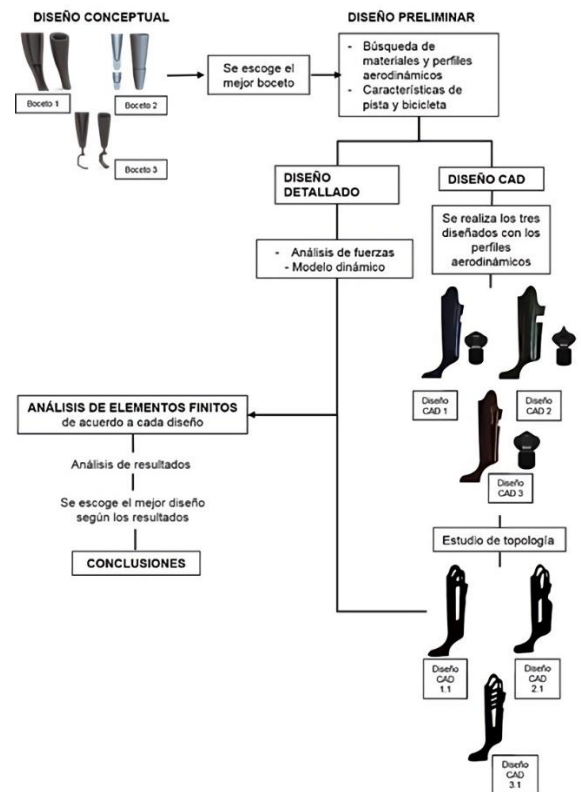 DISEÑO CONCEPTUAL
Boceto 1
Boceto 2
Boceto 3
Se escoge el
mejor boceto
DISEÑO PRELIMINAR
- Búsqueda de
materiales y perfiles
aerodinámicos
- Características de
pista y bicicleta
DISEÑO
DETALLADO
- Análisis de fuerzas
- Modelo dinámico
DISEÑO CAD
Se realiza los tres
diseñados con los
perfiles
aerodinámicos
Diseño
CAD 1
Diseño
CAD 2
Diseño
CAD 3
Estudio de topología
Diseño
CAD
1.1
Diseño
CAD
2.1
Diseño
CAD
3.1
ANÁLISIS DE ELEMENTOS FINITOS
de acuerdo a cada diseño
Análisis de resultados
Se escoge el mejor diseño
según los resultados
CONCLUSIONES